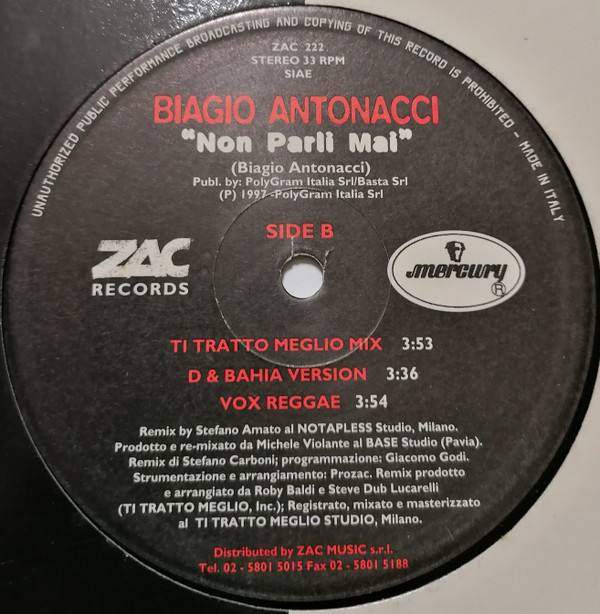 UNAUTHORIZED PUBLIC PERFORMANCE BROADCASTING AND COPYING OF THIS RECORD IS PROHIBITED - MADE IN ITALY
ZAC 222
STEREO 33 RPM
SIAE
BIAGIO ANTONACCI
"Non Parli Mai"
(Biagio Antonacci)
Publ. by: PolyGram Italia Srl/Basta Srl
(P) 1997 -PolyGram Italia Srl
SIDE B
ZAC
RECORDS
mercury
®
TI TRATTO MEGLIO MIX 3:53
D & BAHIA VERSION 3:36
VOX REGGAE 3:54
Remix by Stefano Amato al NOTAPLESS Studio, Milano.
Prodotto e re-mixato da Michele Violante al BASE Studio (Pavia).
Remix di Stefano Carboni; programmazione: Giacomo Godi.
Strumentazione e arrangiamento: Prozac. Remix prodotto
e arrangiato da Roby Baldi e Steve Dub Lucarelli
(TI TRATTO MEGLIO, Inc.); Registrato, mixato e masterizzato
al TI TRATTO MEGLIO STUDIO, Milano.
Distributed by ZAC MUSIC s.r.l.
Tel. 02 - 5801 5015 Fax 02 - 5801 5188